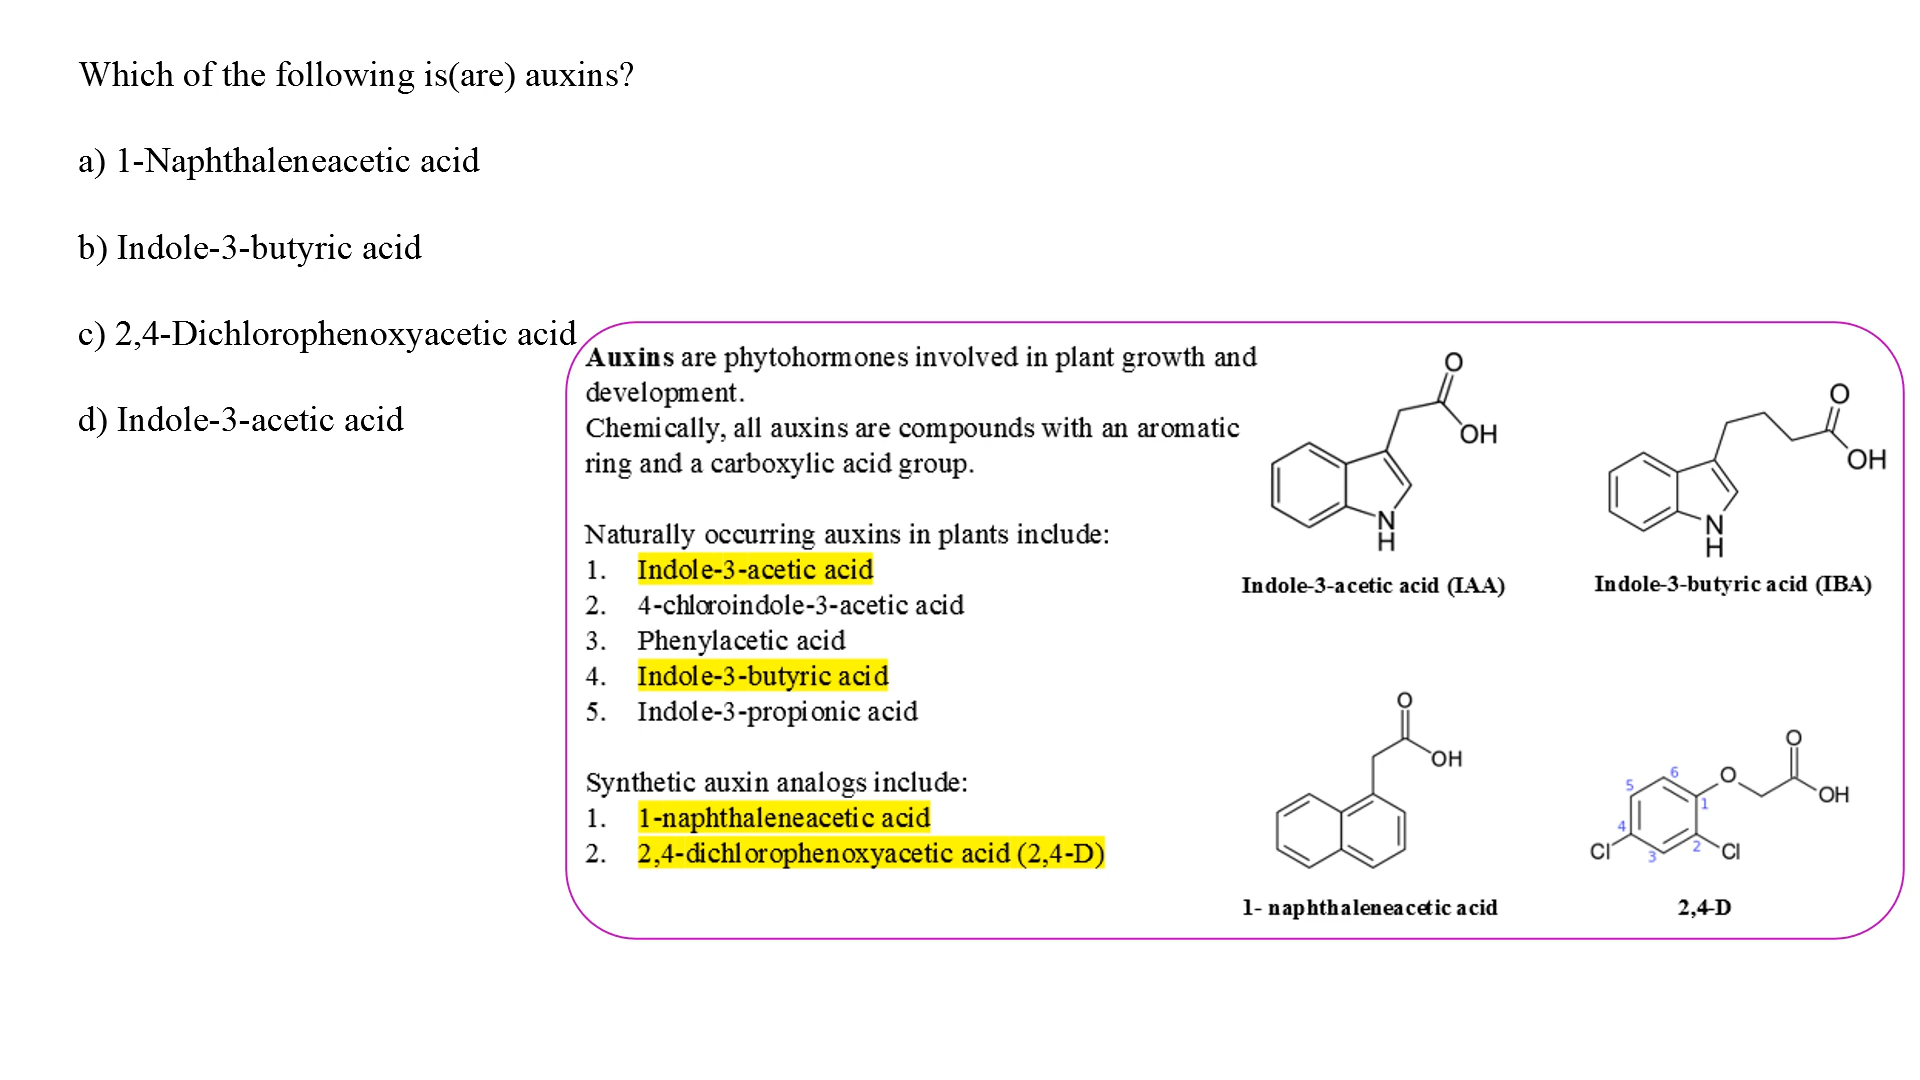 Which of the following is(are) auxins?
a) 1-Naphthaleneacetic acid
b) Indole-3-butyric acid
c) 2,4-Dichlorophenoxyacetic acid
d) Indole-3-acetic acid
Auxins are phytohormones involved in plant growth and
development.
Chemically, all auxins are compounds with an aromatic
ring and a carboxylic acid group.
Naturally occurring auxins in plants include:
1. Indole-3-acetic acid
2. 4-chloroindole-3-acetic acid
3. Phenylacetic acid
4. Indole-3-butyric acid
5. Indole-3-propionic acid
Synthetic auxin analogs include:
1. 1-naphthaleneacetic acid
2. 2,4-dichlorophenoxyacetic acid (2,4-D)
O
OH
N
H
Indole-3-acetic acid (IAA)
O
OH
N
H
Indole-3-butyric acid (IBA)
O
OH
1- naphthaleneacetic acid
O
O
OH
6
5
1
4
3
2
Cl
Cl
2,4-D